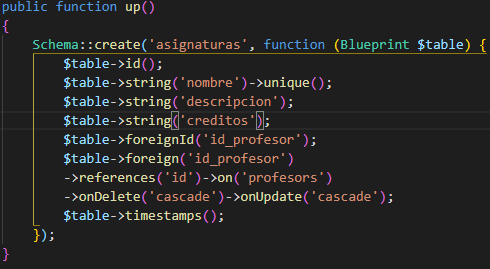 public function up()
{
    Schema::create('asignaturas', function (Blueprint $table) {
        $table->id();
        $table->string('nombre')->unique();
        $table->string('descripcion');
        $table->string('creditos');
        $table->foreignId('id_profesor');
        $table->foreign('id_profesor')
        ->references('id')->on('profesors')
        ->onDelete('cascade')->onUpdate('cascade');
        $table->timestamps();
    });
}